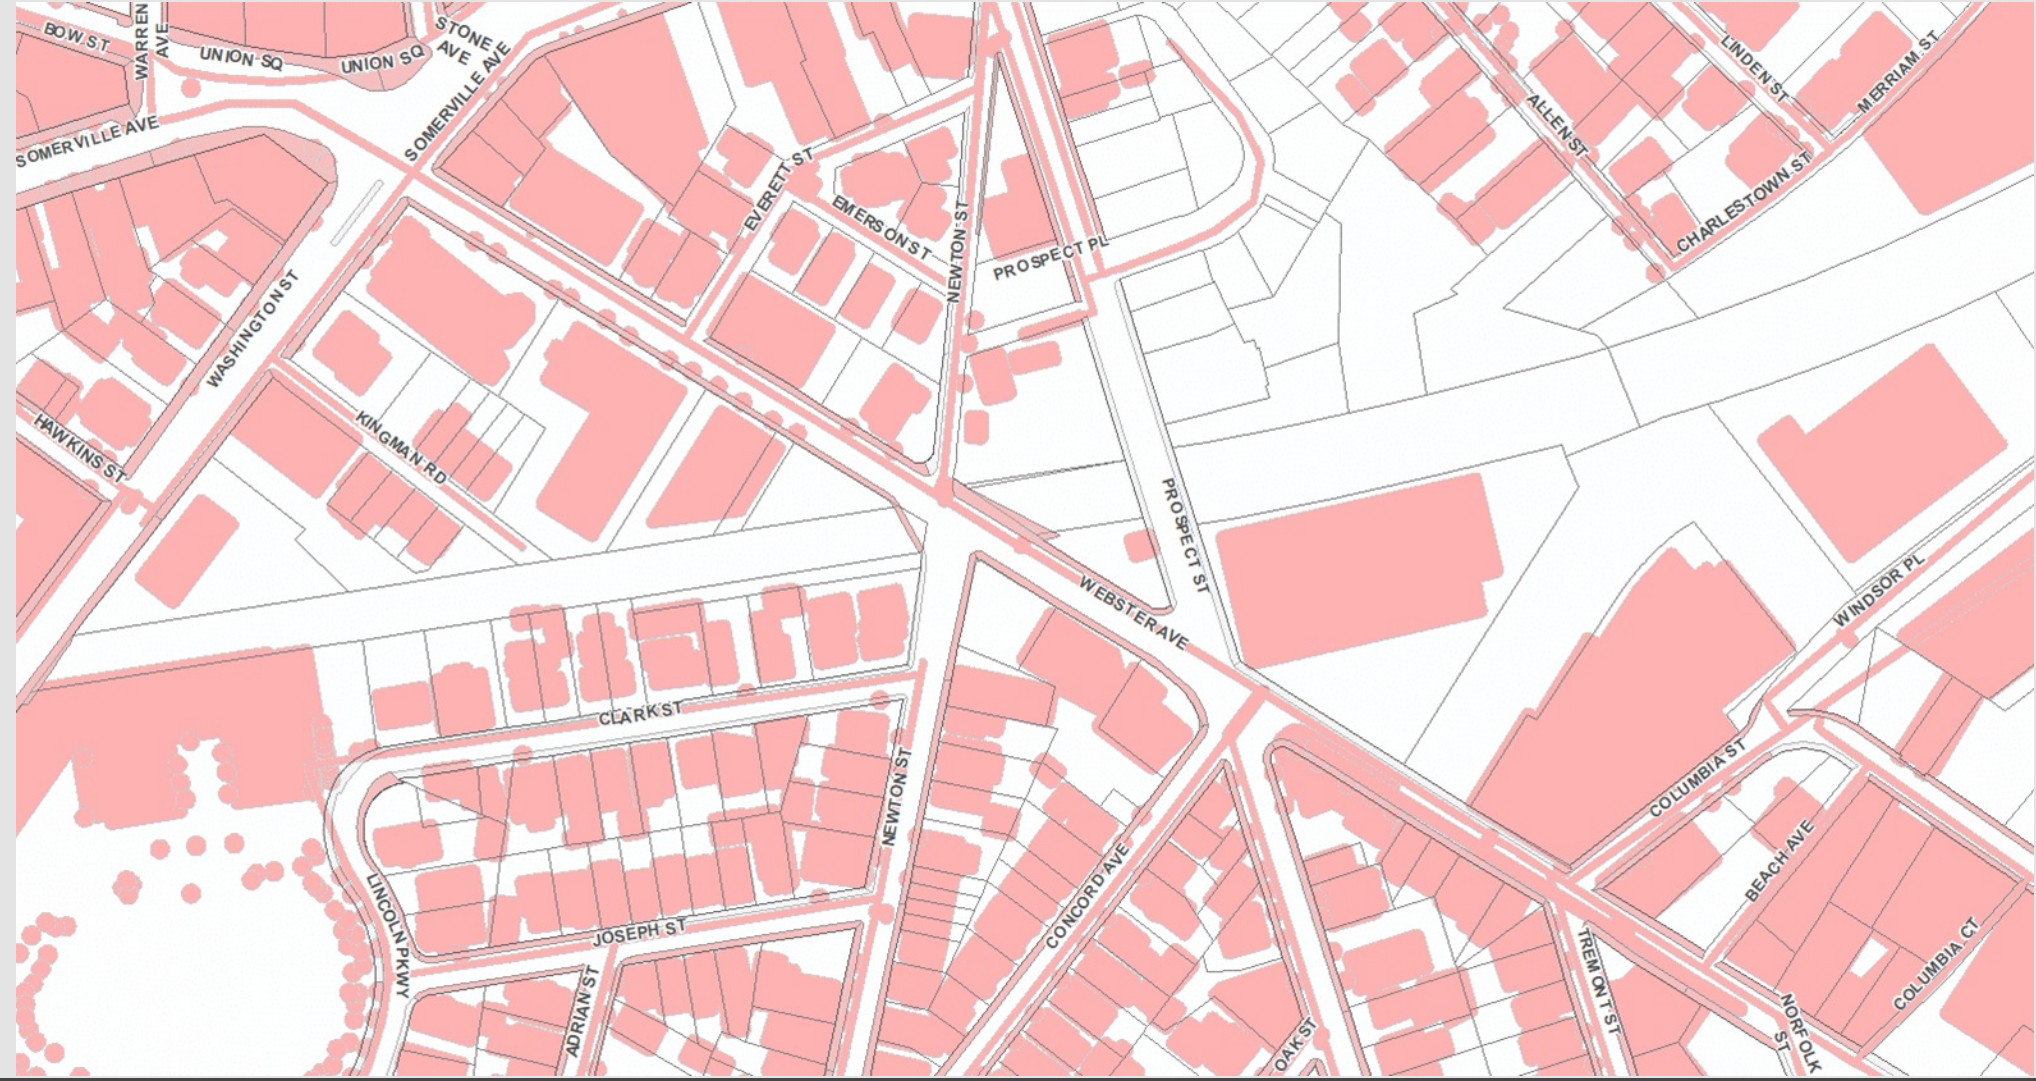 BOW ST
WARREN
AVE
UNION SQ
UNION SQ
STONE
AVE
SOMERVILLE AVE
SOMERVILLE AVE
LINDEN ST
MERRIAM ST
ALLEN ST
CHARLESTOWN ST
EVERETT ST
EMERSON ST
NEWTON ST
PROSPECT PL
WASHINGTON ST
HAWKINS ST
KINGMAN RD
PROSPECT ST
WEBSTER AVE
WINDSOR PL
CLARK ST
NEWTON ST
COLUMBIA ST
BEACH AVE
CONCORD AVE
LINCOLN PKWY
JOSEPH ST
ADRIAN ST
TREMONT ST
COLUMBIA CT
OAK ST
NORFOLK
ST